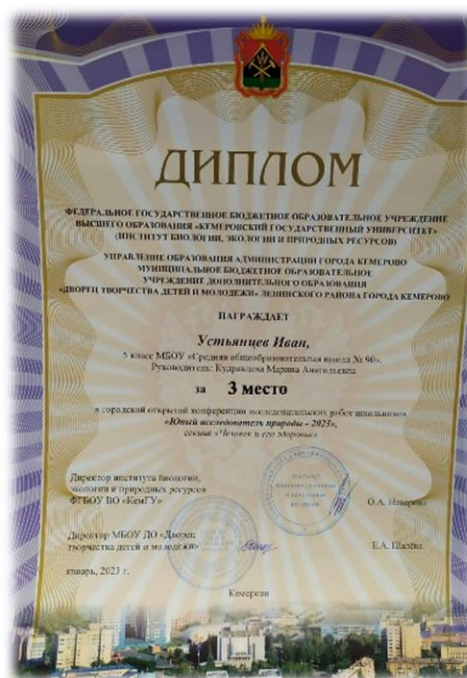 ДИПЛОМ
ФЕДЕРАЛЬНОЕ ГОСУДАРСТВЕННОЕ БЮДЖЕТНОЕ ОБРАЗОВАТЕЛЬНОЕ УЧРЕЖДЕНИЕ
ВЫСШЕГО ОБРАЗОВАНИЯ «КЕМЕРОВСКИЙ ГОСУДАРСТВЕННЫЙ УНИВЕРСИТЕТ»
(ИНСТИТУТ БИОЛОГИИ, ЭКОЛОГИИ И ПРИРОДНЫХ РЕСУРСОВ)
УПРАВЛЕНИЕ ОБРАЗОВАНИЯ АДМИНИСТРАЦИИ ГОРОДА КЕМЕРОВО
МУНИЦИПАЛЬНОЕ БЮДЖЕТНОЕ ОБРАЗОВАТЕЛЬНОЕ
УЧРЕЖДЕНИЕ ДОПОЛНИТЕЛЬНОГО ОБРАЗОВАНИЯ
«ДВОРЕЦ ТВОРЧЕСТВА ДЕТЕЙ И МОЛОДЕЖИ» ЛЕНИНСКОГО РАЙОНА ГОРОДА КЕМЕРОВО
НАГРАЖДАЕТ
Устьянцев Иван,
5 класс МБОУ «Средняя общеобразовательная школа № 90».
Руководитель: Кудрявцева Марина Анатольевна
за 3 место
в городской открытой конференции исследовательских работ школьников
«Юный исследователь природы - 2023»,
секция «Человек и его здоровье»
Директор института биологии,
экологии и природных ресурсов
ФГБОУ ВО «КемГУ»
О.А. Неверова
Директор МБОУ ДО «Дворец
творчества детей и молодежи»
Е.А.
январь, 2023 г.
Кемерово